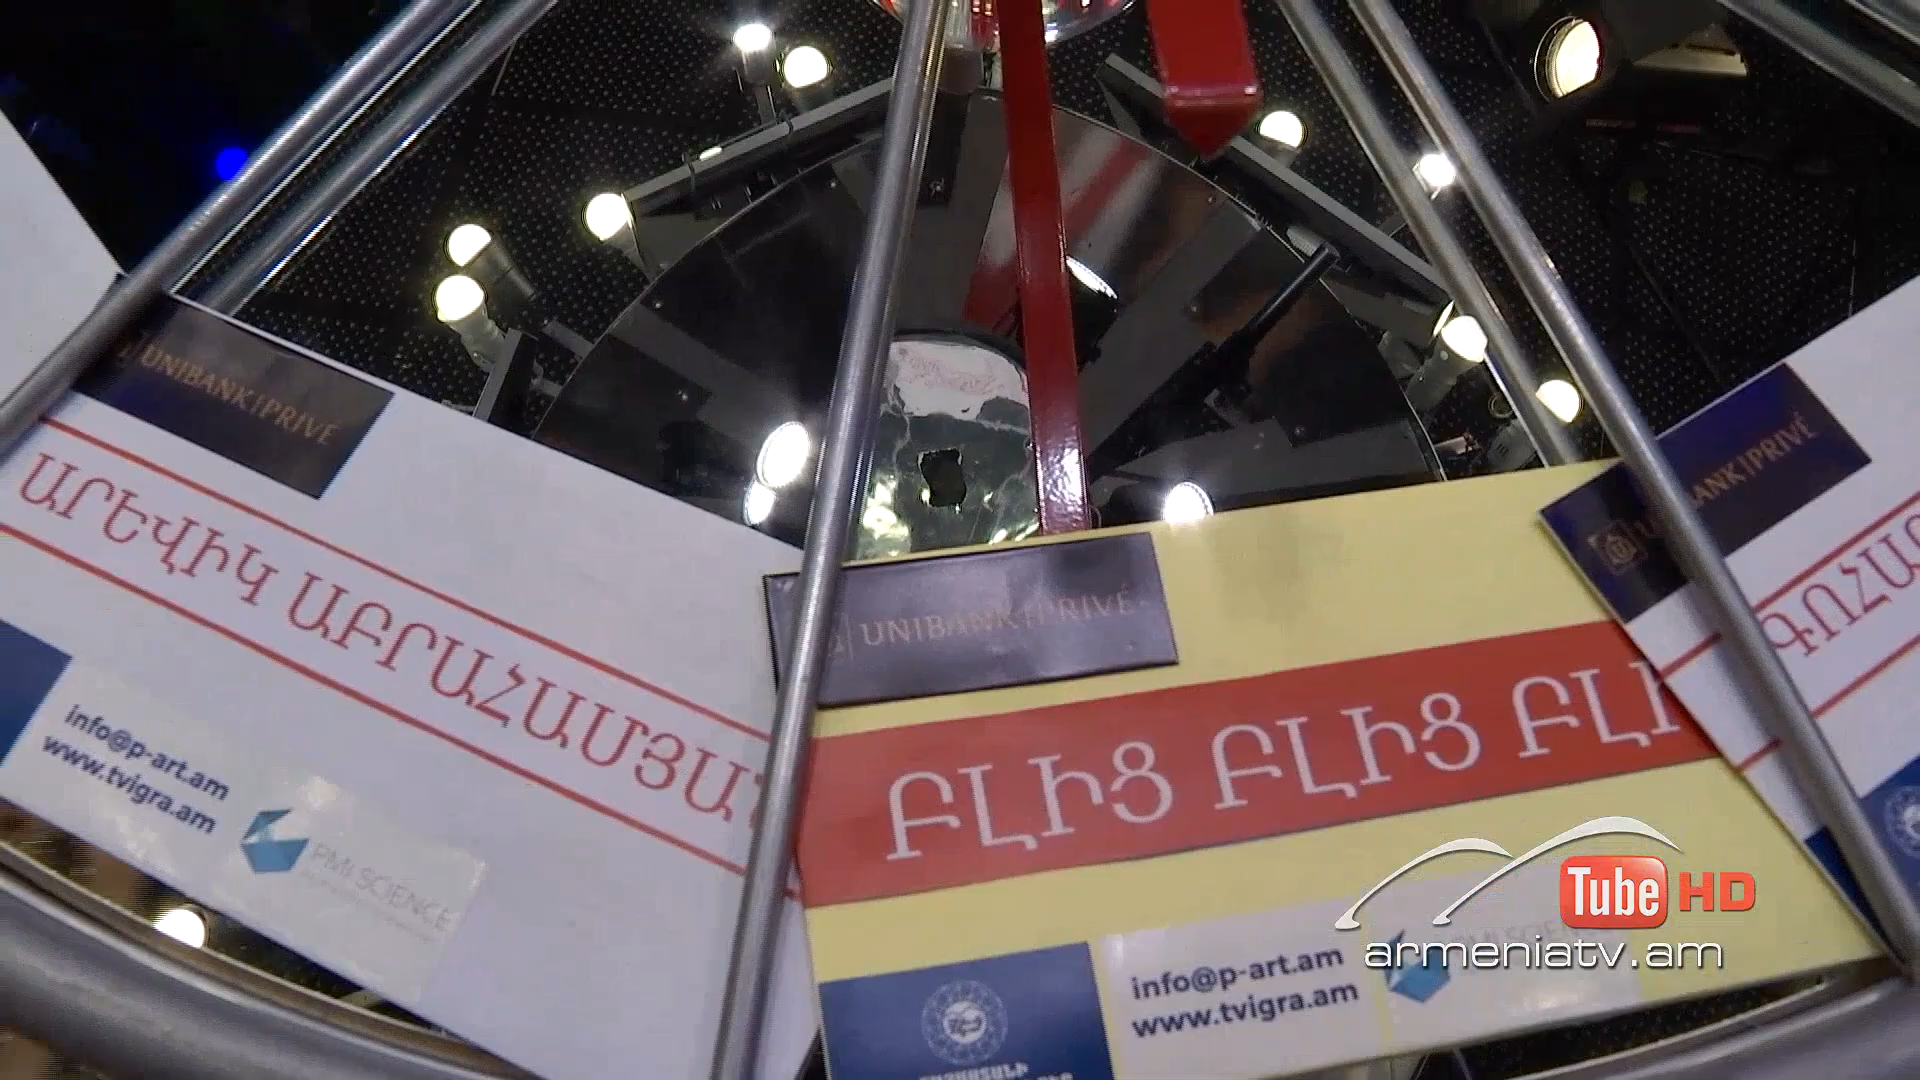 UNIBANK|PRIVÉ
ԱՐԵՎԻԿ ԱԲՐԱՀԱՄՅԱՆ
info@p-art.am
www.tvigra.am
PMI SCIENCE
UNIBANK|PRIVÉ
ԲԼԻՑ ԲԼԻՑ ԲԼԻ
info@p-art.am
www.tvigra.am
UNIBANK|PRIVÉ
ԳՈՀԱՐ
Tube HD
armeniatv.am